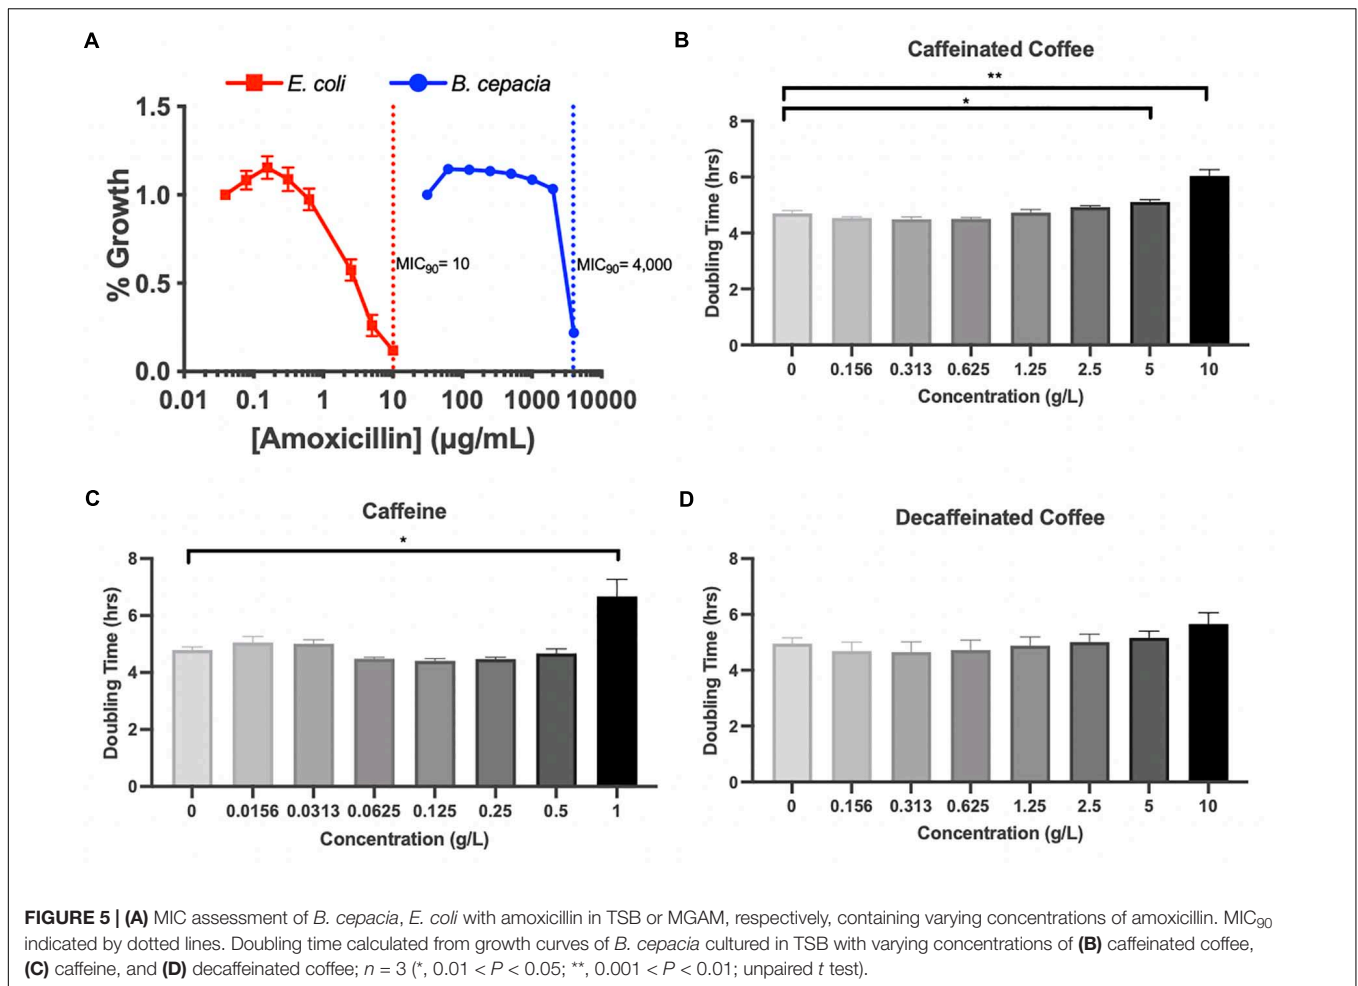 A
E. coli
B. cepacia
1.5
1.0
0.5
0.0
% Growth
MIC90= 10
MIC90= 4,000
0.01 0.1 1 10 100 1000 10000
[Amoxicillin] (µg/mL)
B
Caffeinated Coffee
**
*
8
6
4
2
0
Doubling Time (hrs)
0 0.156 0.313 0.625 1.25 2.5 5 10
Concentration (g/L)
C
Caffeine
*
8
6
4
2
0
Doubling Time (hrs)
0 0.0156 0.0313 0.0625 0.125 0.25 0.5 1
Concentration (g/L)
D
Decaffeinated Coffee
8
6
4
2
0
Doubling Time (hrs)
0 0.156 0.313 0.625 1.25 2.5 5 10
Concentration (g/L)
FIGURE 5 | (A) MIC assessment of B. cepacia, E. coli with amoxicillin in TSB or MGAM, respectively, containing varying concentrations of amoxicillin. MIC90
indicated by dotted lines. Doubling time calculated from growth curves of B. cepacia cultured in TSB with varying concentrations of (B) caffeinated coffee,
(C) caffeine, and (D) decaffeinated coffee; n = 3 (*, 0.01 < P < 0.05; **, 0.001 < P < 0.01; unpaired t test).